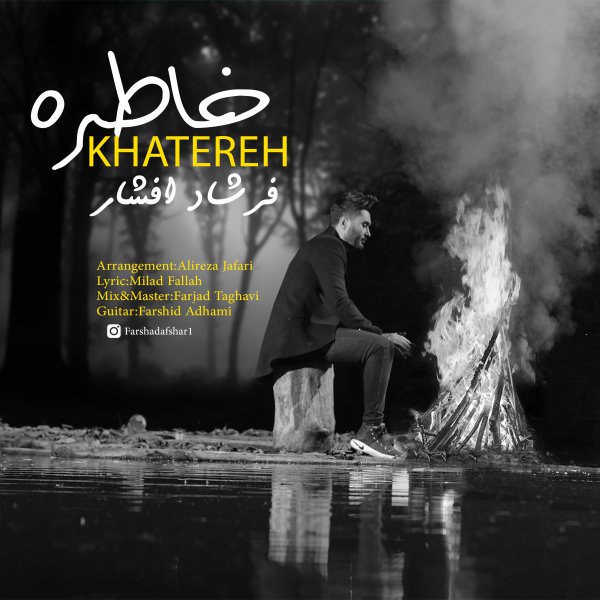 خاطره
KHATEREH
فرشاد افشار
Arrangement:Alireza Jafari
Lyric:Milad Fallah
Mix&Master:Farjad Taghavi
Guitar:Farshid Adhami
Farshadafshar1